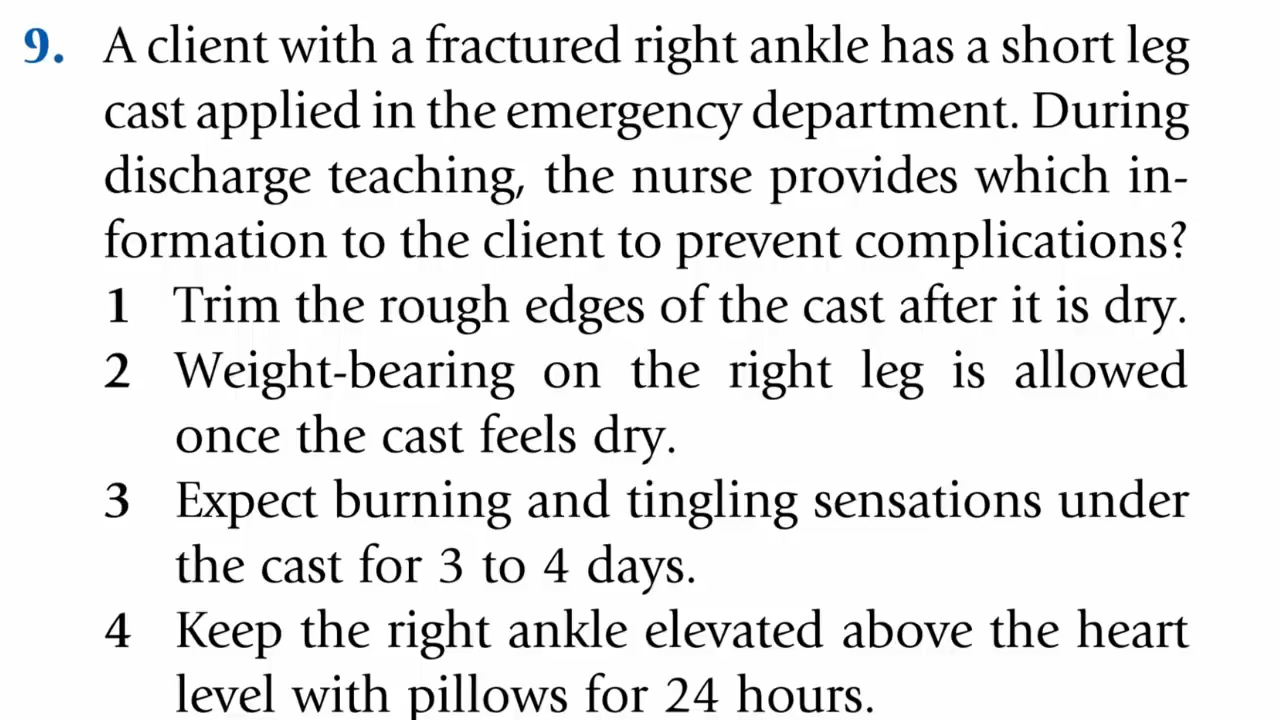 9. A client with a fractured right ankle has a short leg
cast applied in the emergency department. During
discharge teaching, the nurse provides which in-
formation to the client to prevent complications?
1 Trim the rough edges of the cast after it is dry.
2 Weight-bearing on the right leg is allowed
once the cast feels dry.
3 Expect burning and tingling sensations under
the cast for 3 to 4 days.
4 Keep the right ankle elevated above the heart
level with pillows for 24 hours.